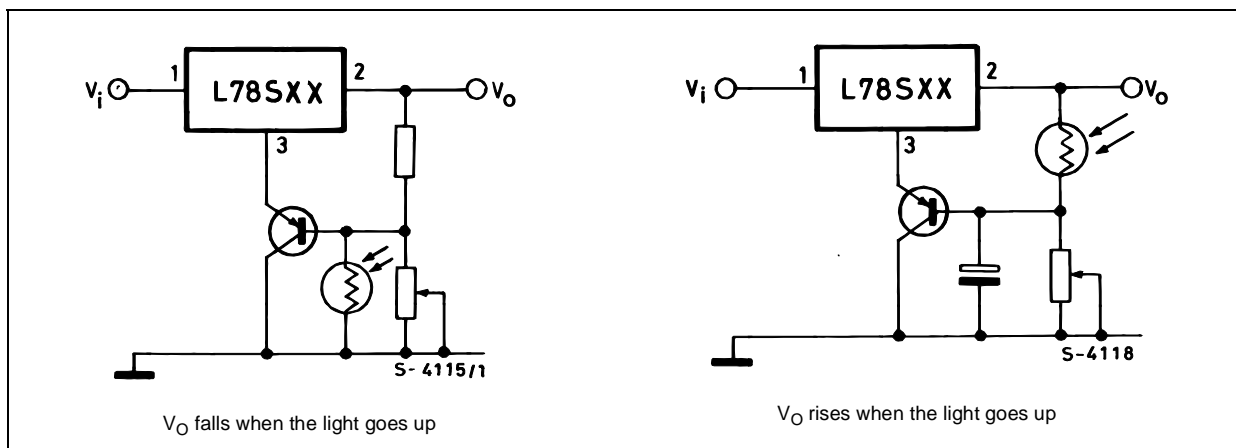 1 L78SXX 2
Vi VO
3
S-4115/1
VO falls when the light goes up
1 L78SXX 2
Vi VO
3
S-4118
VO rises when the light goes up